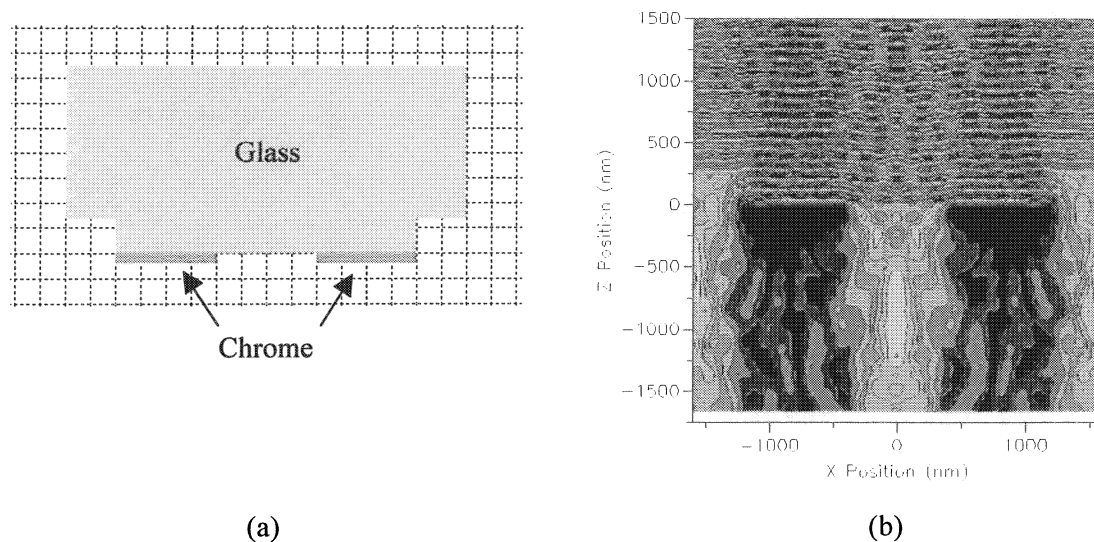 Glass
Chrome
(a)
1500
1000
500
0
-500
-1000
-1500
Z Position (nm)
-1000
0
1000
X Position (nm)
(b)